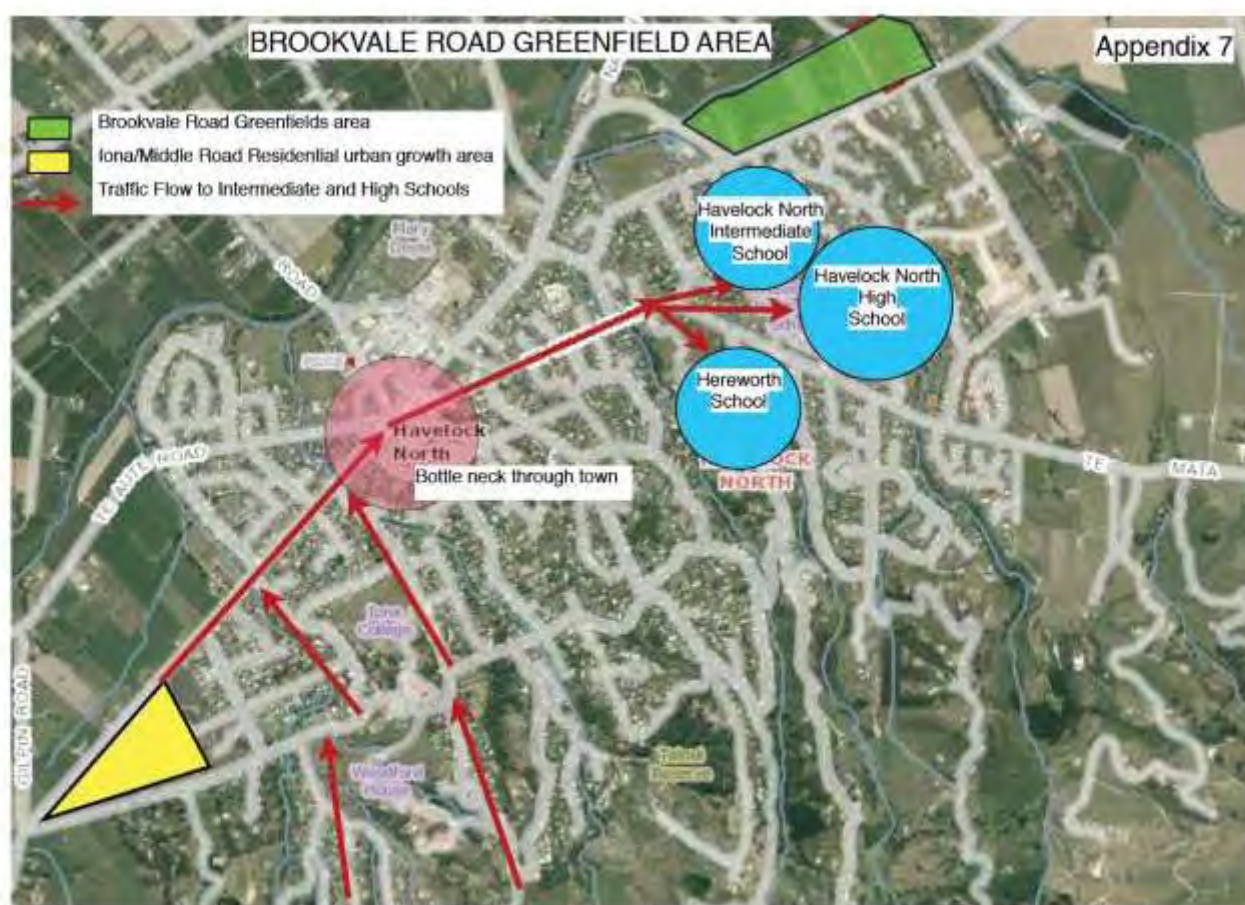 BROOKVALE ROAD GREENFIELD AREA
Appendix 7
Brookvale Road Greenfields area
Iona/Middle Road Residential urban growth area
Traffic Flow to Intermediate and High Schools
Havelock North
Intermediate
School
Havelock North
High
School
ROAD
Hereworth
School
Havelock
North
Bottle neck through town
NORTH
TE AUTE ROAD
TE MATA
Iona
College
GILPIN ROAD
Woodford
House